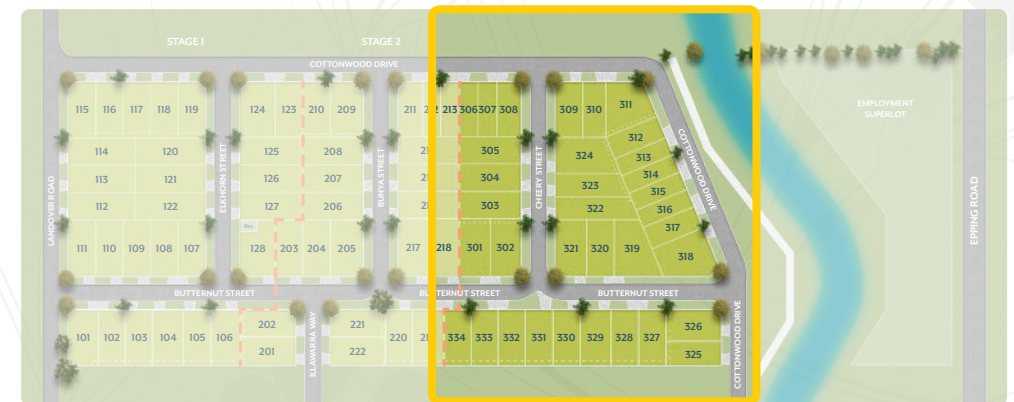 STAGE 1
STAGE 2
COTTONWOOD DRIVE
115 116 117 118 119
124 123 210 209
211 213 306 307 308
309 310 311
EMPLOYMENT
SUPERLOT
312
114 120
125 208
305
324 313
COTTONWOOD DRIVE
LANDOVER ROAD
113 121
ELKHORN STREET
126 207
BUNYA STREET
304
CHEERY STREET
323 314
315
112 122
127 206
303
322 316
317
EPPING ROAD
111 110 109 108 107
128 203 204 205
217 218 301 302
321 320 319 318
BUTTERNUT STREET
BUTTERNUT STREET
BUTTERNUT STREET
101 102 103 104 105 106
202
201
ILLAWARRA WAY
221
222
220
334 333 332 331 330 329 328 327
326
325
COTTONWOOD DRIVE